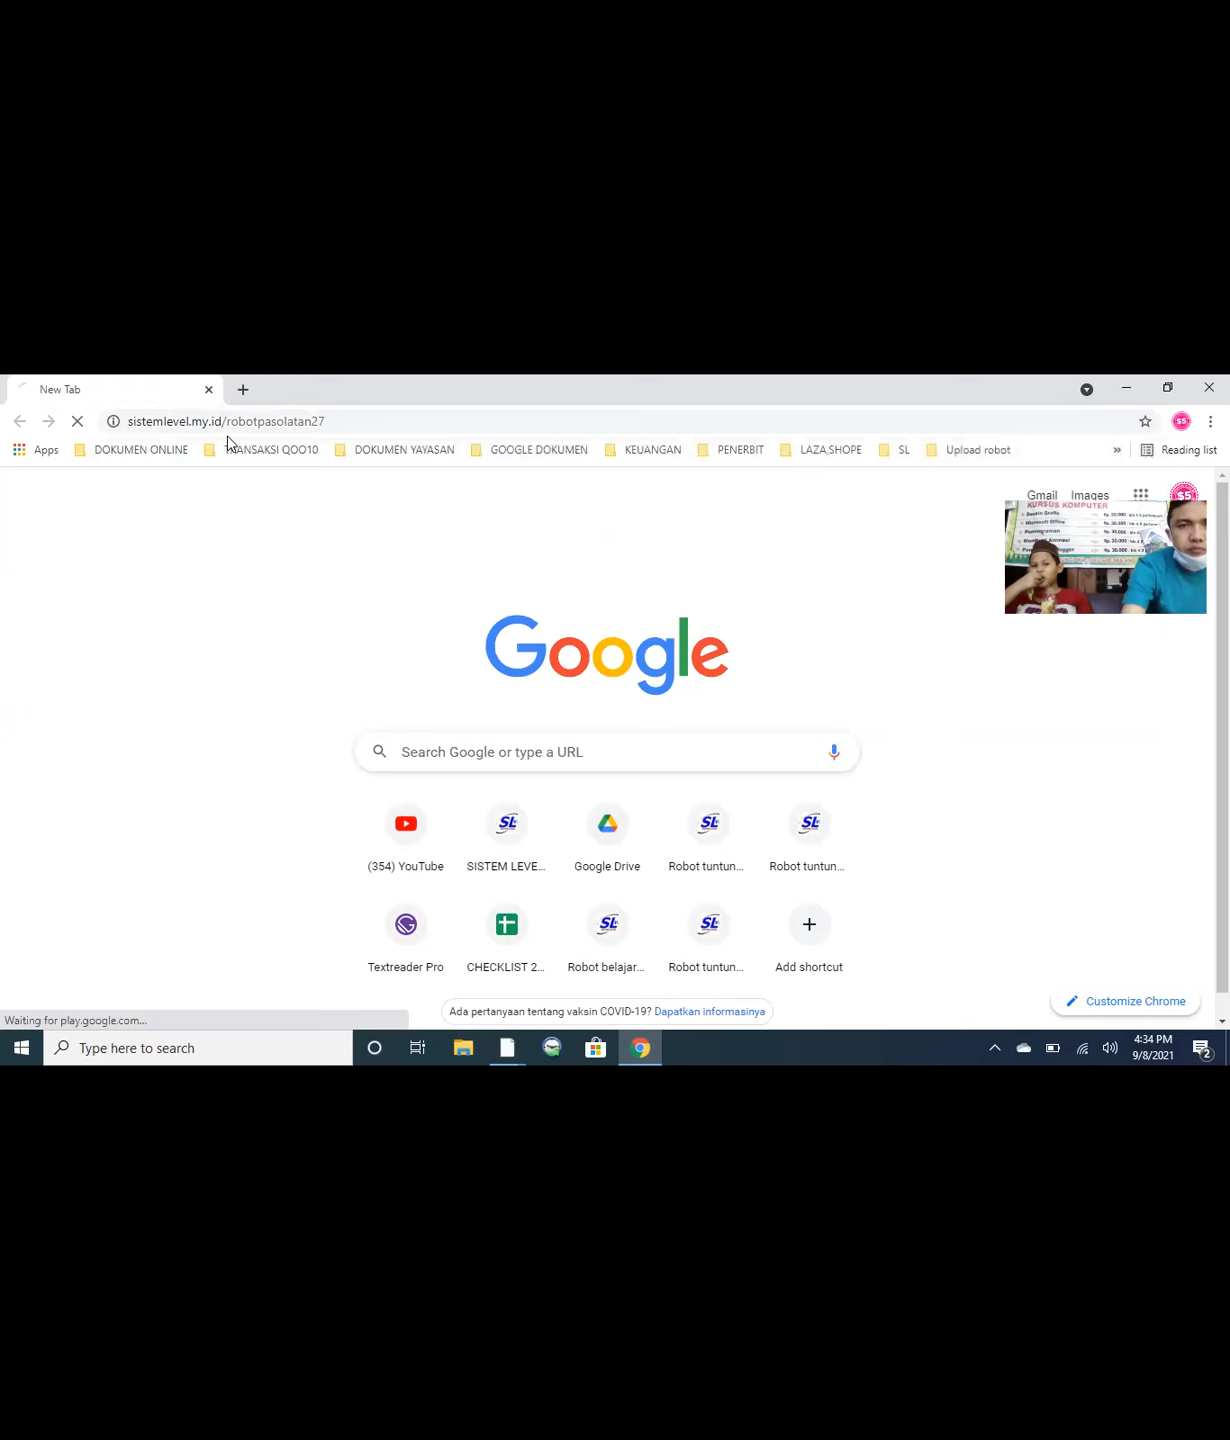 New Tab
sistemlevel.my.id/robotpasolatan27
Apps DOKUMEN ONLINE TRANSAKSI QOO10 DOKUMEN YAYASAN GOOGLE DOKUMEN KEUANGAN PENERBIT LAZA,SHOPE SL Upload robot » Reading list
Gmail Images $5
KURSUS KOMPUTER
Microsoft Office
Google
Search Google or type a URL
(354) YouTube SISTEM LEVE... Google Drive Robot tuntun... Robot tuntun...
Textreader Pro CHECKLIST 2... Robot belajar... Robot tuntun... Add shortcut
Ada pertanyaan tentang vaksin COVID-19? Dapatkan informasinya
Customize Chrome
Waiting for play.google.com...
Type here to search
4:34 PM
9/8/2021
2